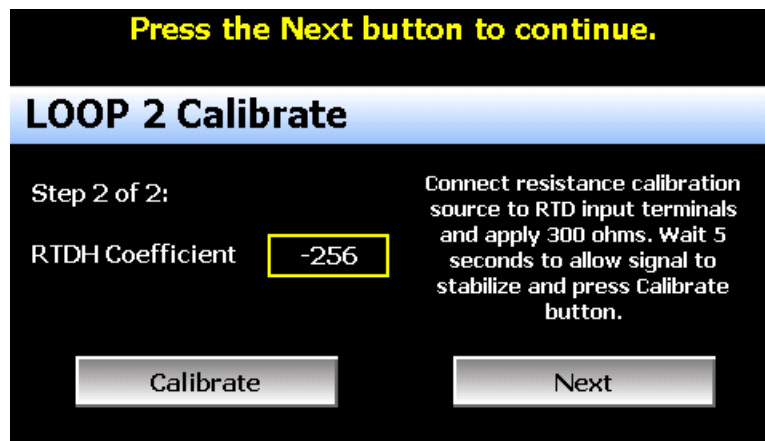 Press the Next button to continue.
LOOP 2 Calibrate
Step 2 of 2:
RTDH Coefficient -256
Connect resistance calibration
source to RTD input terminals
and apply 300 ohms. Wait 5
seconds to allow signal to
stabilize and press Calibrate
button.
Calibrate
Next